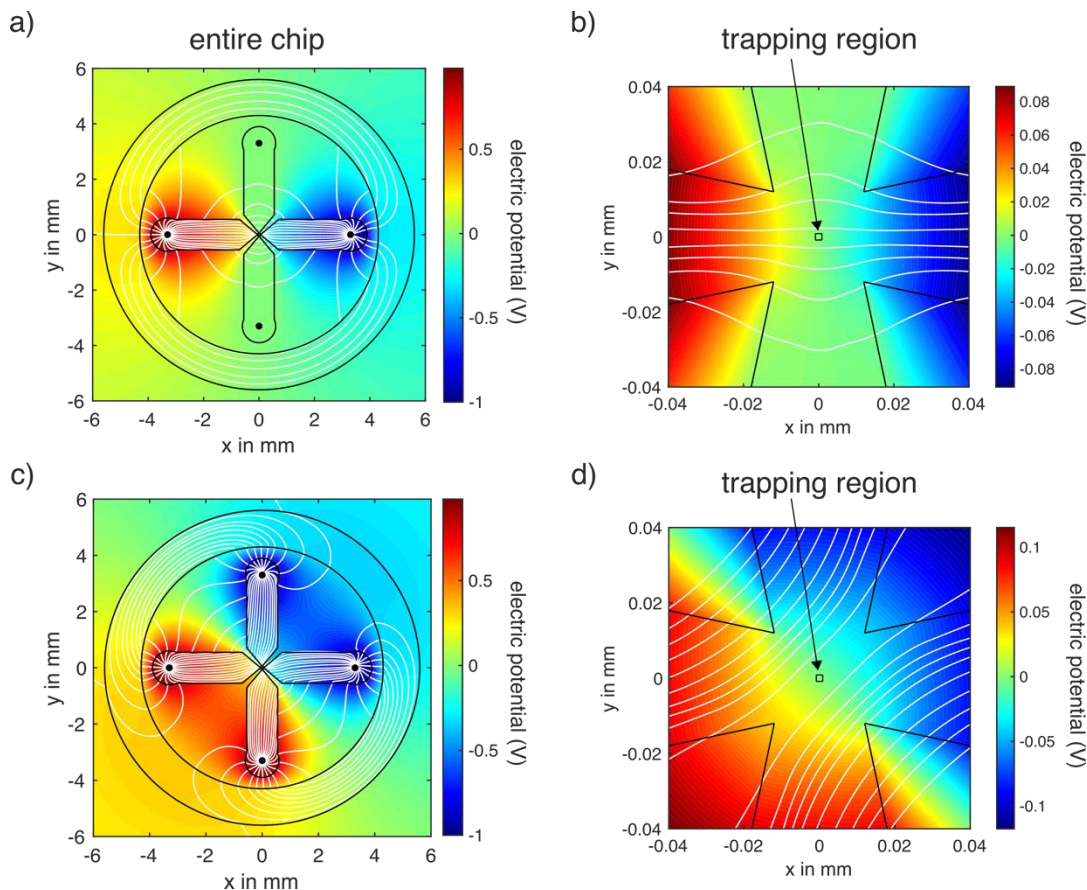 a)
entire chip
6
4
2
0
-2
-4
-6
y in mm
-6 -4 -2 0 2 4 6
x in mm
0.5
0
-0.5
-1
electric potential (V)
b)
trapping region
0.04
0.02
0
-0.02
-0.04
y in mm
-0.04 -0.02 0 0.02 0.04
x in mm
0.08
0.06
0.04
0.02
0
-0.02
-0.04
-0.06
-0.08
electric potential (V)
c)
6
4
2
0
-2
-4
-6
y in mm
-6 -4 -2 0 2 4 6
x in mm
0.5
0
-0.5
-1
electric potential (V)
d)
trapping region
0.04
0.02
0
-0.02
-0.04
y in mm
-0.04 -0.02 0 0.02 0.04
x in mm
0.1
0.05
0
-0.05
-0.1
electric potential (V)